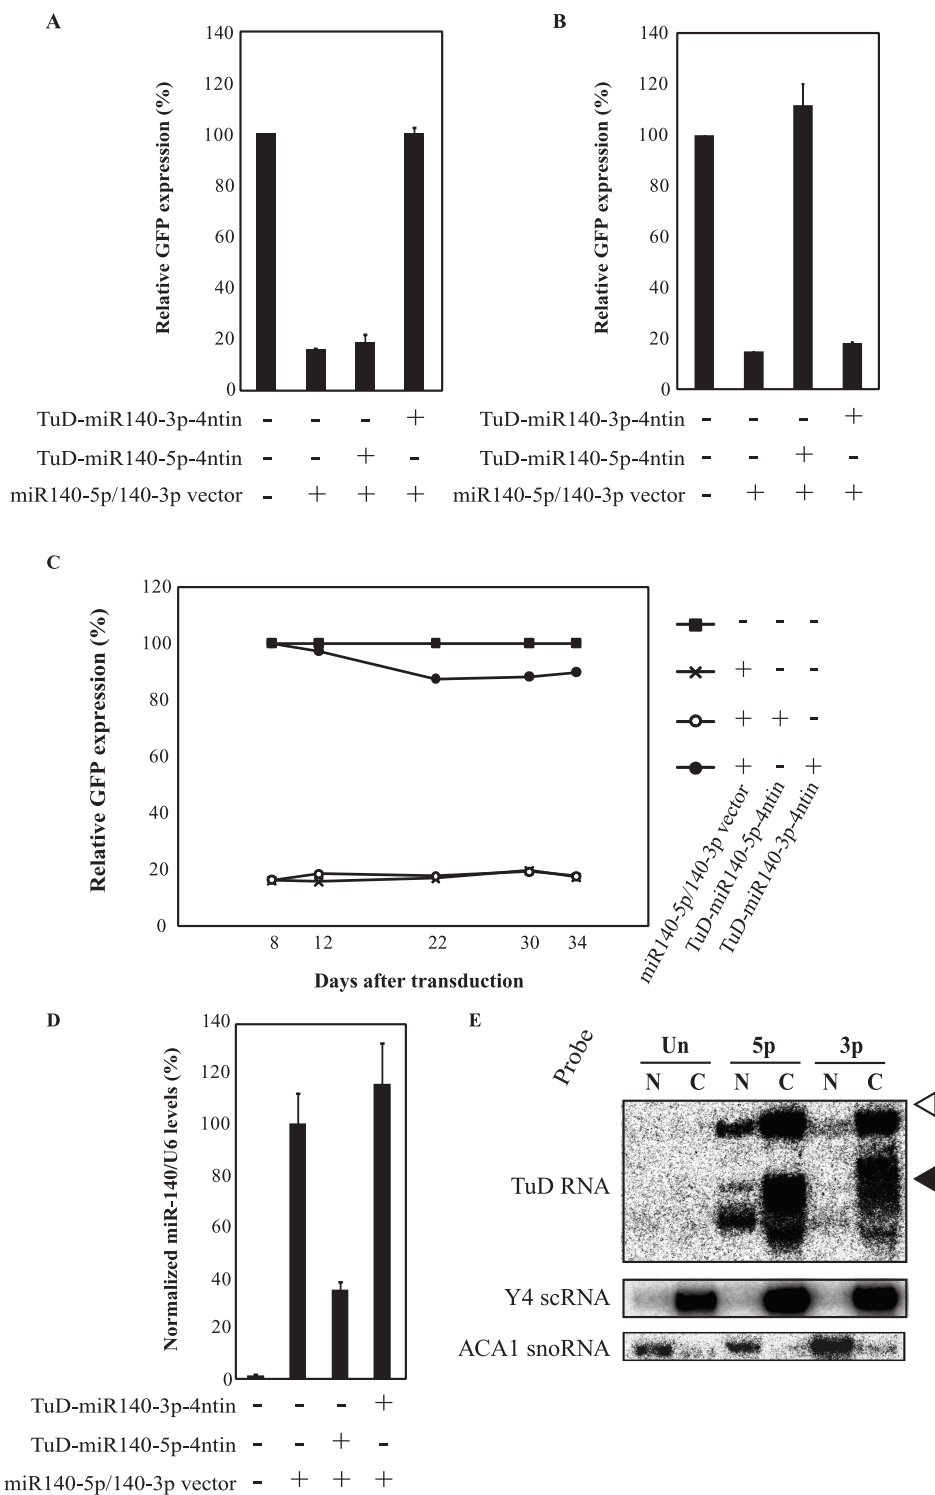 A
Relative GFP expression (%)
140
120
100
80
60
40
20
0
TuD-miR140-3p-4ntin - - - +
TuD-miR140-5p-4ntin - - + -
miR140-5p/140-3p vector - + + +
B
Relative GFP expression (%)
140
120
100
80
60
40
20
0
TuD-miR140-3p-4ntin - - - +
TuD-miR140-5p-4ntin - - + -
miR140-5p/140-3p vector - + + +
C
Relative GFP expression (%)
120
100
80
60
40
20
0
8 12 22 30 34
Days after transduction
- - -
+ - -
+ + -
+ - +
miR140-5p/140-3p vector
TuD-miR140-5p-4ntin
TuD-miR140-3p-4ntin
D
Normalized miR-140/U6 levels (%)
140
120
100
80
60
40
20
0
TuD-miR140-3p-4ntin - - - +
TuD-miR140-5p-4ntin - - + -
miR140-5p/140-3p vector - + + +
E
Probe
Un 5p 3p
N C N C N C
TuD RNA
Y4 scRNA
ACA1 snoRNA